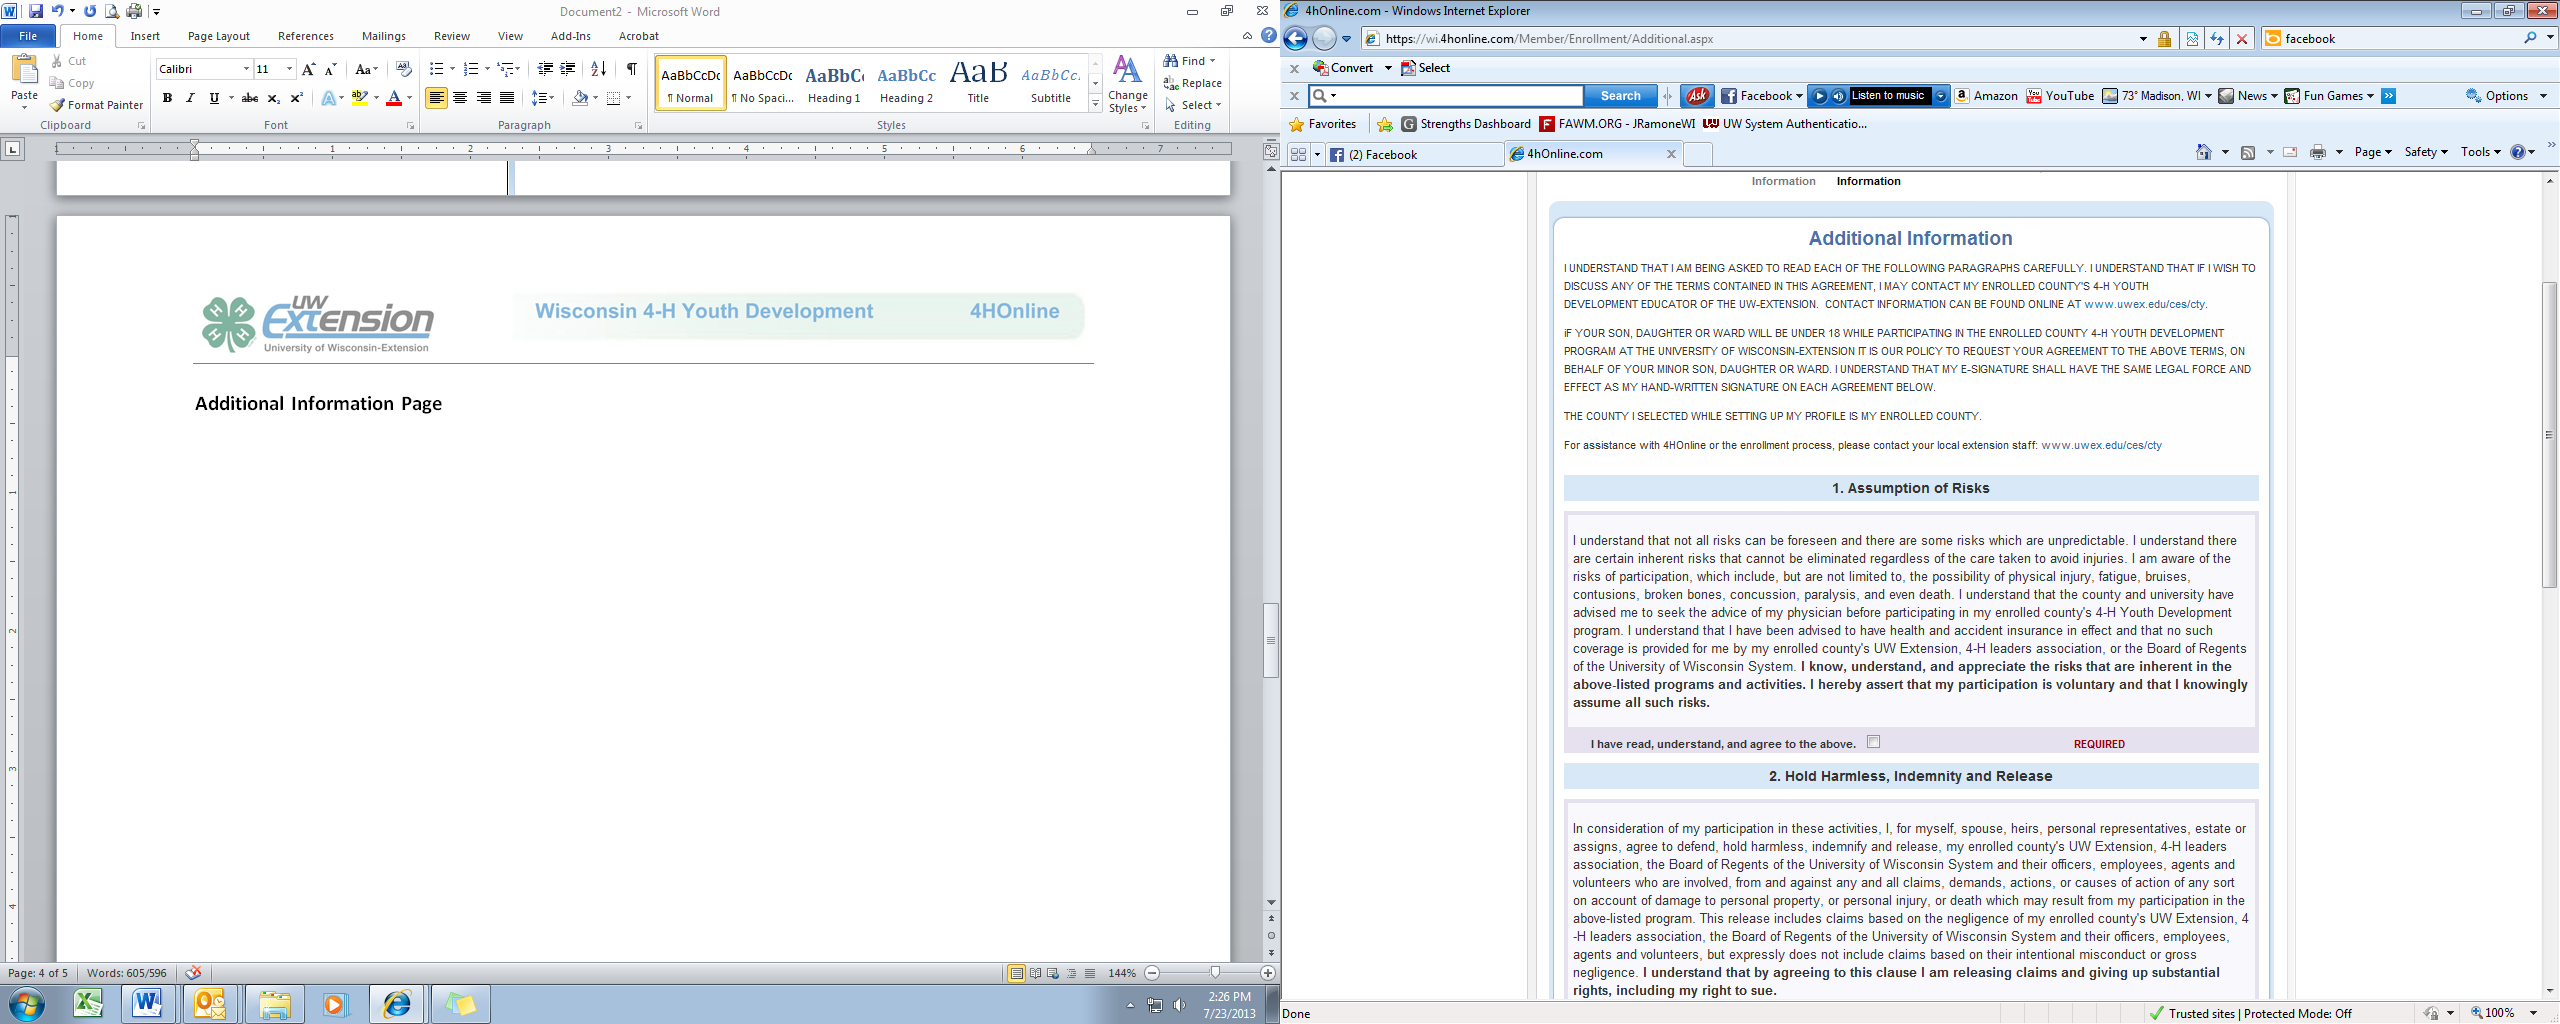 Document2 - Microsoft Word
File Home Insert Page Layout References Mailings Review View Add-Ins Acrobat
Paste
Cut
Copy
Format Painter
Clipboard
Calibri 11
Font
Paragraph
AaBbCcDc AaBbCcDc AaBbCc AaBbCc AaB AaBbCc.
¶ Normal ¶ No Spaci... Heading 1 Heading 2 Title Subtitle
Change Styles
Styles
Find
Replace
Select
Editing
1 2 3 4 5 6 7
UW
Extension
University of Wisconsin-Extension
Wisconsin 4-H Youth Development 4HOnline
Additional Information Page
Page: 4 of 5 Words: 605/596 144%
2:26 PM
7/23/2013
4hOnline.com - Windows Internet Explorer
https://wi.4honline.com/Member/Enrollment/Additional.aspx
facebook
x Convert Select
x Search Ask Facebook Listen to music Amazon YouTube 73° Madison, WI News Fun Games Options
Favorites Strengths Dashboard FAWM.ORG - JRamoneWI UW System Authenticatio...
(2) Facebook 4hOnline.com Page Safety Tools
Information Information
Additional Information
I UNDERSTAND THAT I AM BEING ASKED TO READ EACH OF THE FOLLOWING PARAGRAPHS CAREFULLY. I UNDERSTAND THAT IF I WISH TO
DISCUSS ANY OF THE TERMS CONTAINED IN THIS AGREEMENT, I MAY CONTACT MY ENROLLED COUNTY'S 4-H YOUTH
DEVELOPMENT EDUCATOR OF THE UW-EXTENSION. CONTACT INFORMATION CAN BE FOUND ONLINE AT www.uwex.edu/ces/cty.
iF YOUR SON, DAUGHTER OR WARD WILL BE UNDER 18 WHILE PARTICIPATING IN THE ENROLLED COUNTY 4-H YOUTH DEVELOPMENT
PROGRAM AT THE UNIVERSITY OF WISCONSIN-EXTENSION IT IS OUR POLICY TO REQUEST YOUR AGREEMENT TO THE ABOVE TERMS, ON
BEHALF OF YOUR MINOR SON, DAUGHTER OR WARD. I UNDERSTAND THAT MY E-SIGNATURE SHALL HAVE THE SAME LEGAL FORCE AND
EFFECT AS MY HAND-WRITTEN SIGNATURE ON EACH AGREEMENT BELOW.
THE COUNTY I SELECTED WHILE SETTING UP MY PROFILE IS MY ENROLLED COUNTY.
For assistance with 4HOnline or the enrollment process, please contact your local extension staff: www.uwex.edu/ces/cty
1. Assumption of Risks
I understand that not all risks can be foreseen and there are some risks which are unpredictable. I understand there
are certain inherent risks that cannot be eliminated regardless of the care taken to avoid injuries. I am aware of the
risks of participation, which include, but are not limited to, the possibility of physical injury, fatigue, bruises,
contusions, broken bones, concussion, paralysis, and even death. I understand that the county and university have
advised me to seek the advice of my physician before participating in my enrolled county's 4-H Youth Development
program. I understand that I have been advised to have health and accident insurance in effect and that no such
coverage is provided for me by my enrolled county's UW Extension, 4-H leaders association, or the Board of Regents
of the University of Wisconsin System. I know, understand, and appreciate the risks that are inherent in the
above-listed programs and activities. I hereby assert that my participation is voluntary and that I knowingly
assume all such risks.
I have read, understand, and agree to the above. REQUIRED
2. Hold Harmless, Indemnity and Release
In consideration of my participation in these activities, I, for myself, spouse, heirs, personal representatives, estate or
assigns, agree to defend, hold harmless, indemnify and release, my enrolled county's UW Extension, 4-H leaders
association, the Board of Regents of the University of Wisconsin System and their officers, employees, agents and
volunteers who are involved, from and against any and all claims, demands, actions, or causes of action of any sort
on account of damage to personal property, or personal injury, or death which may result from my participation in the
above-listed program. This release includes claims based on the negligence of my enrolled county's UW Extension, 4
-H leaders association, the Board of Regents of the University of Wisconsin System and their officers, employees,
agents and volunteers, but expressly does not include claims based on their intentional misconduct or gross
negligence. I understand that by agreeing to this clause I am releasing claims and giving up substantial
rights, including my right to sue.
Done Trusted sites | Protected Mode: Off 100%